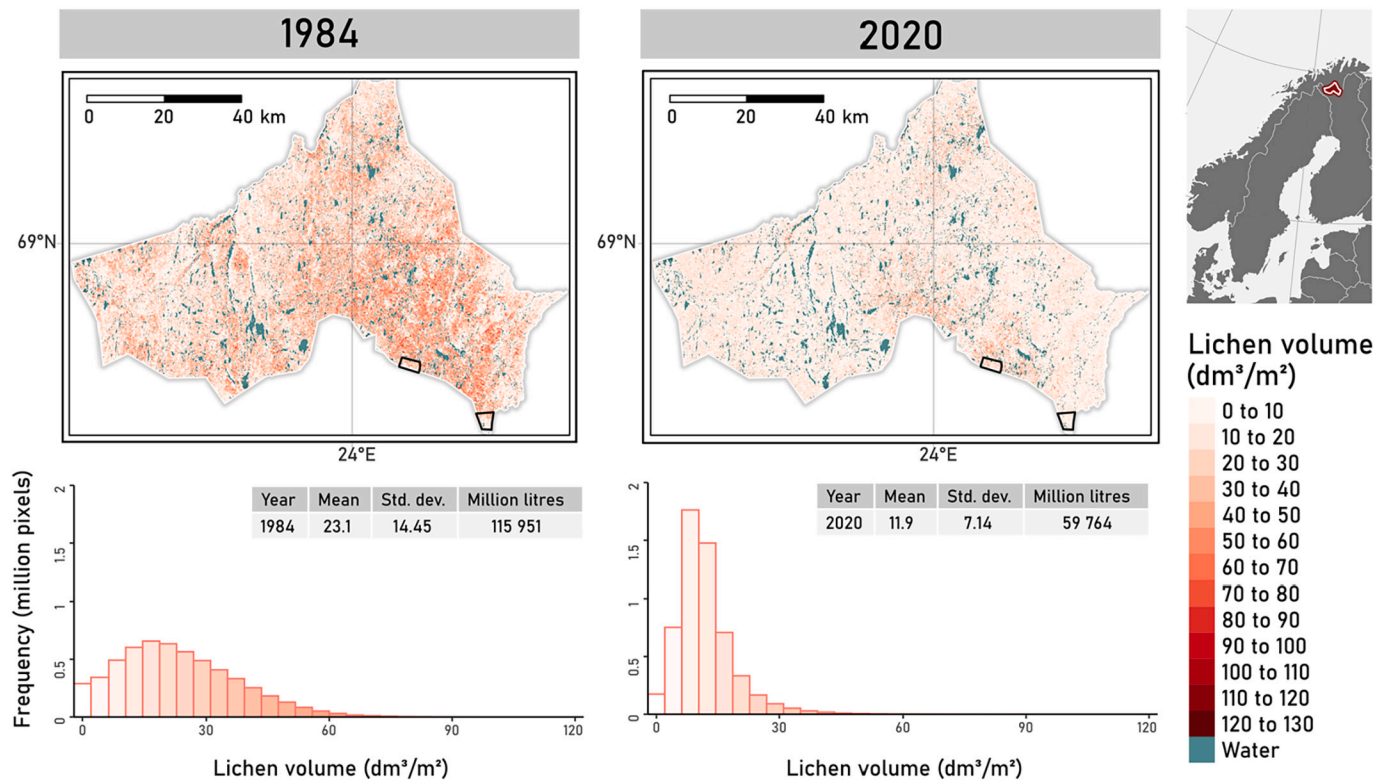 1984
2020
0 20 40 km
0 20 40 km
69°N
69°N
24°E
24°E
Lichen volume
(dm³/m²)
0 to 10
10 to 20
20 to 30
30 to 40
40 to 50
50 to 60
60 to 70
70 to 80
80 to 90
90 to 100
100 to 110
110 to 120
120 to 130
Water
Frequency (million pixels)
2
1.5
1
0.5
0
Year Mean Std. dev. Million litres
1984 23.1 14.45 115 951
0 30 60 90 120
Lichen volume (dm³/m²)
2
1.5
1
0.5
0
Year Mean Std. dev. Million litres
2020 11.9 7.14 59 764
0 30 60 90 120
Lichen volume (dm³/m²)